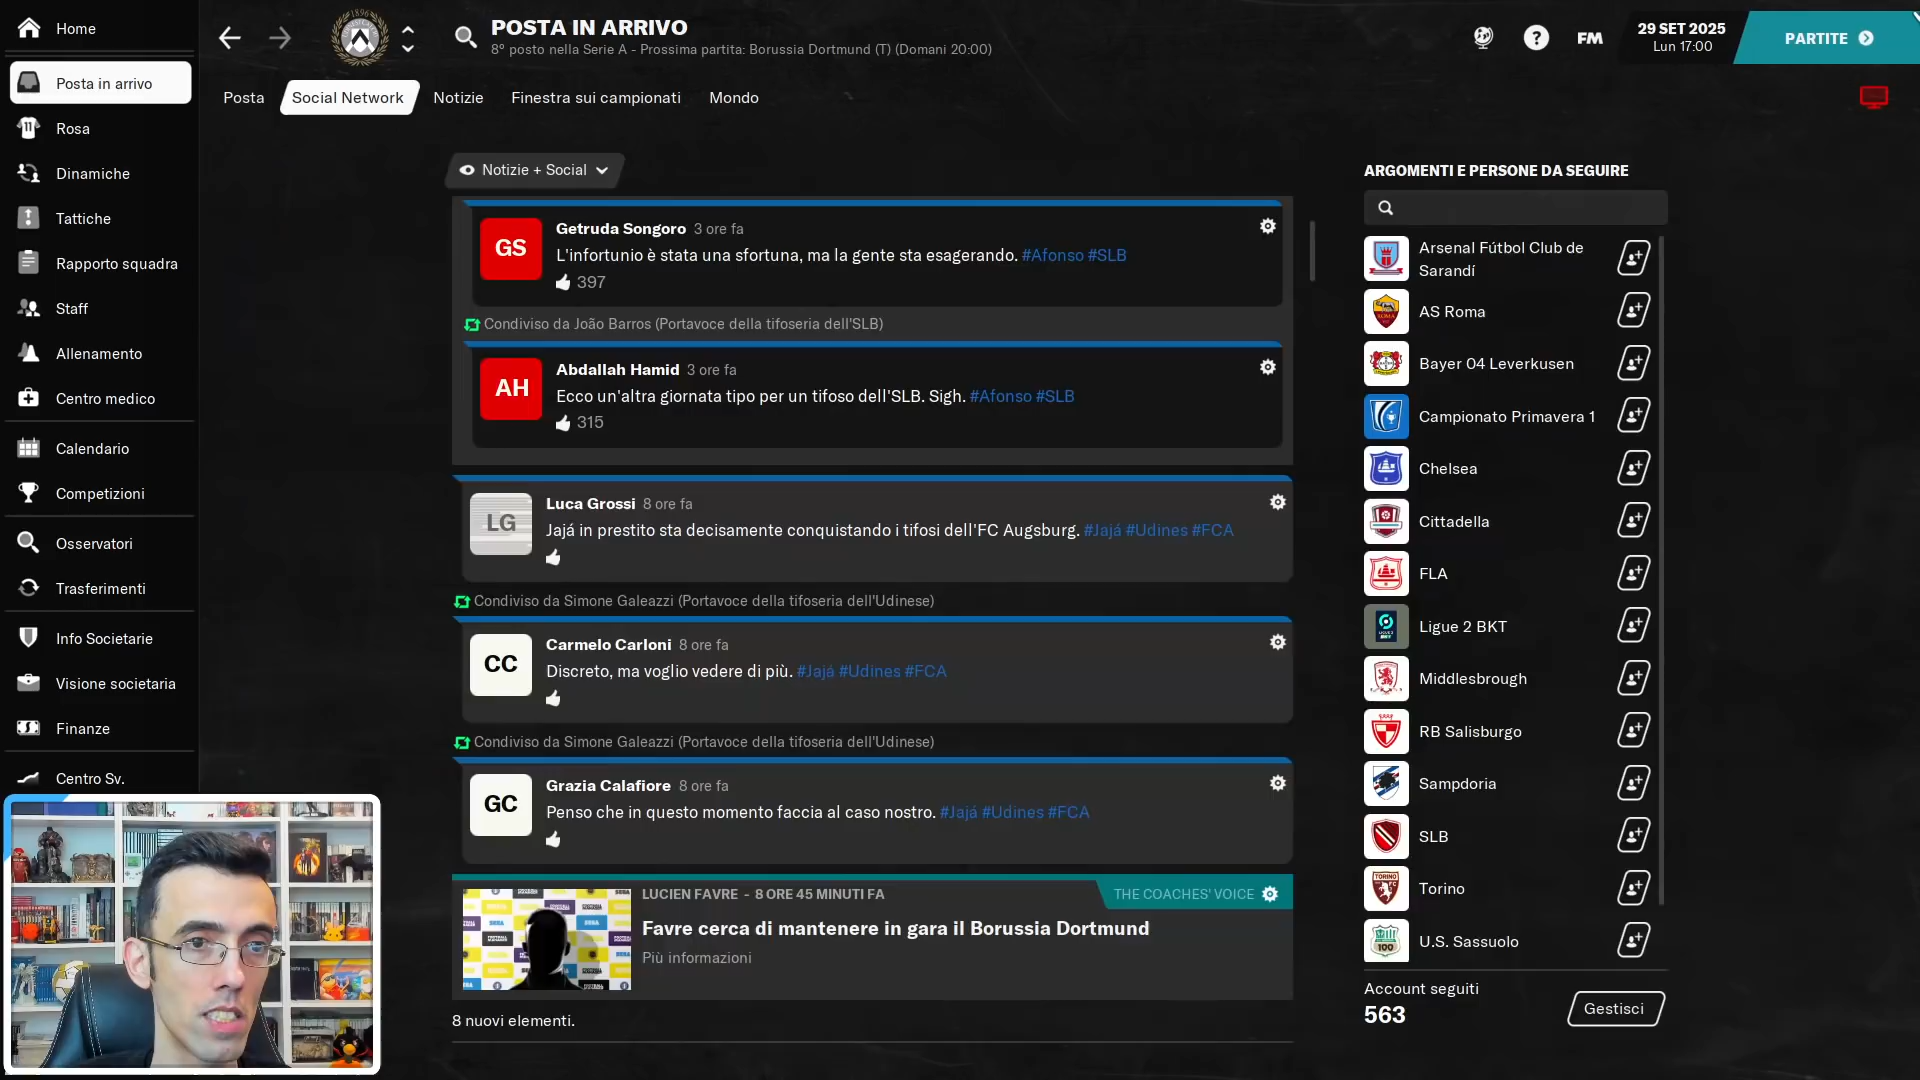 Home
POSTA IN ARRIVO
8º posto nella Serie A - Prossima partita: Borussia Dortmund (T) (Domani 20:00)
FM
29 SET 2025
Lun 17:00
PARTITE
Posta in arrivo
Rosa
Dinamiche
Tattiche
Rapporto squadra
Staff
Allenamento
Centro medico
Calendario
Competizioni
Osservatori
Trasferimenti
Info Societarie
Visione societaria
Finanze
Centro Sv.
Posta
Social Network
Notizie
Finestra sui campionati
Mondo
Notizie + Social
GS
Getruda Songoro 3 ore fa
L'infortunio è stata una sfortuna, ma la gente sta esagerando. #Afonso #SLB
397
Condiviso da João Barros (Portavoce della tifoseria dell'SLB)
AH
Abdallah Hamid 3 ore fa
Ecco un'altra giornata tipo per un tifoso dell'SLB. Sigh. #Afonso #SLB
315
LG
Luca Grossi 8 ore fa
Jajá in prestito sta decisamente conquistando i tifosi dell'FC Augsburg. #Jajá #Udines #FCA
Condiviso da Simone Galeazzi (Portavoce della tifoseria dell'Udinese)
CC
Carmelo Carloni 8 ore fa
Discreto, ma voglio vedere di più. #Jajá #Udines #FCA
Condiviso da Simone Galeazzi (Portavoce della tifoseria dell'Udinese)
GC
Grazia Calafiore 8 ore fa
Penso che in questo momento faccia al caso nostro. #Jajá #Udines #FCA
LUCIEN FAVRE - 8 ORE 45 MINUTI FA
THE COACHES' VOICE
Favre cerca di mantenere in gara il Borussia Dortmund
Più informazioni
8 nuovi elementi.
ARGOMENTI E PERSONE DA SEGUIRE
Arsenal Fútbol Club de
Sarandí
AS Roma
Bayer 04 Leverkusen
Campionato Primavera 1
Chelsea
Cittadella
FLA
Ligue 2 BKT
Middlesbrough
RB Salisburgo
Sampdoria
SLB
Torino
U.S. Sassuolo
Account seguiti
563
Gestisci